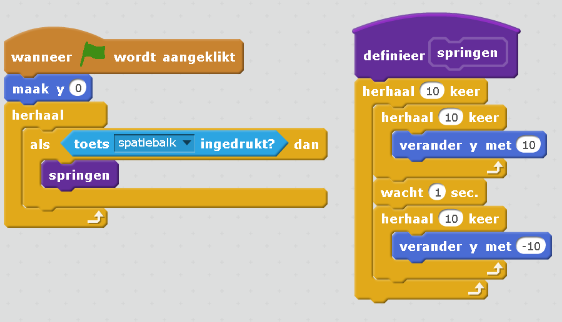 wanneer wordt aangeklikt
maak y 0
herhaal
als toets spatiebalk ingedrukt? dan
springen
definieer springen
herhaal 10 keer
herhaal 10 keer
verander y met 10
wacht 1 sec.
herhaal 10 keer
verander y met -10